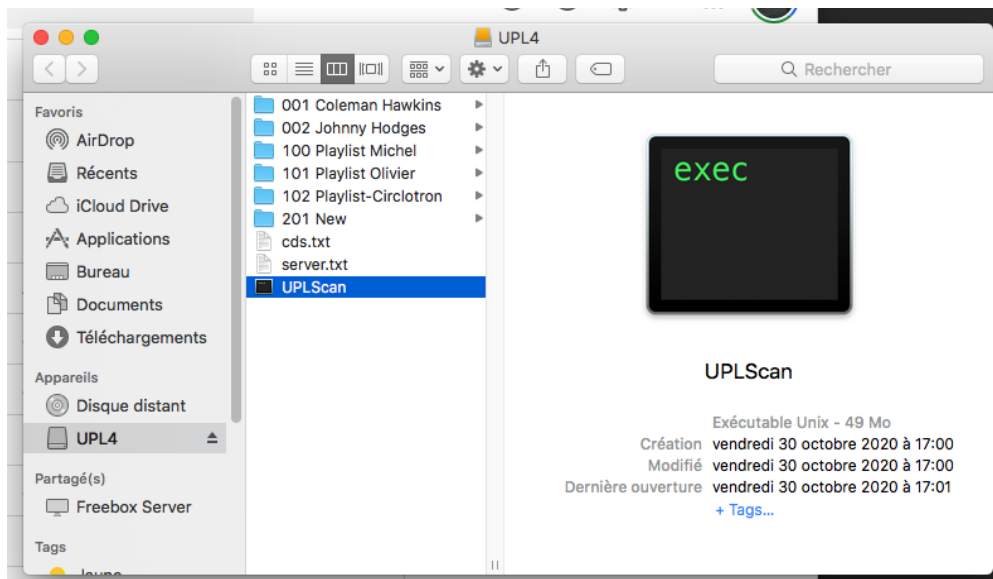 UPL4
Rechercher
Favoris
AirDrop
Récents
iCloud Drive
Applications
Bureau
Documents
Téléchargements
Appareils
Disque distant
UPL4
Partagé(s)
Freebox Server
Tags
001 Coleman Hawkins
002 Johnny Hodges
100 Playlist Michel
101 Playlist Olivier
102 Playlist-Circlotron
201 New
cds.txt
server.txt
UPLScan
exec
UPLScan
Exécutable Unix - 49 Mo
Création vendredi 30 octobre 2020 à 17:00
Modifié vendredi 30 octobre 2020 à 17:00
Dernière ouverture vendredi 30 octobre 2020 à 17:01
+ Tags...